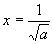 x = 1/√a